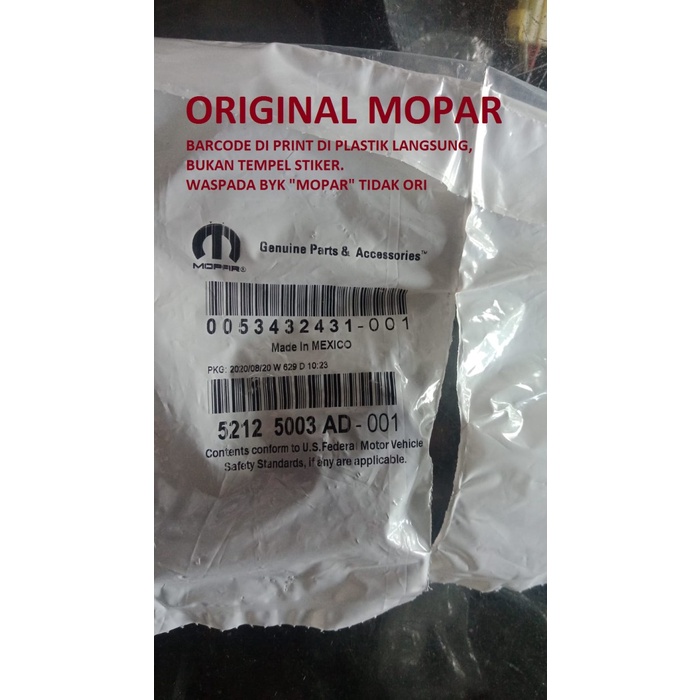 ORIGINAL MOPAR
BARCODE DI PRINT DI PLASTIK LANGSUNG,
BUKAN TEMPEL STIKER.
WASPADA BYK "MOPAR" TIDAK ORI
Genuine Parts & Accessories™
MOPAR®
0053432431-001
Made In MEXICO
PKG: 2020/08/20 W 629 D 10:23
5212 5003 AD-001
Contents conform to U.S.Federal Motor Vehicle
Safety Standards, if any are applicable.